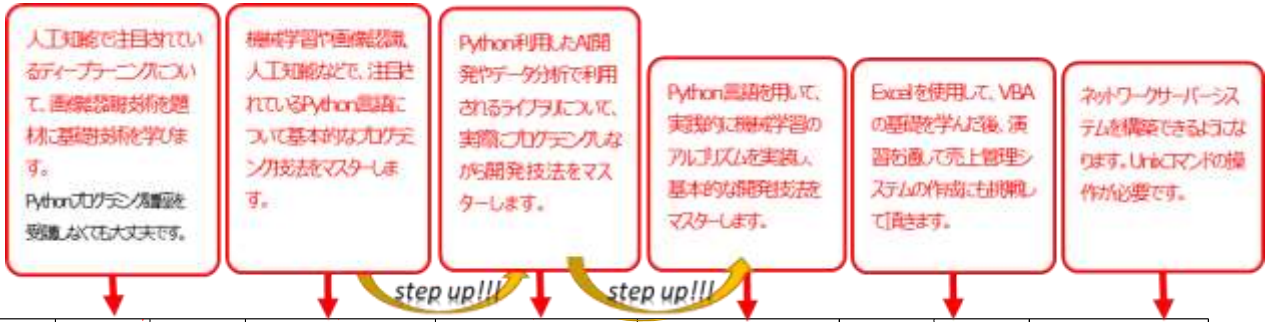 人工知能で注目されてい
るディープラーニングについ
て、画像認識技術を題
材に基礎技術を学びま
す。
Pythonプログラミング講座を
受講しなくても大丈夫です。
機械学習や画像認識、
人工知能などで、注目さ
れているPython言語に
ついて基本的なプログラミ
ング技法をマスターしま
す。
Python利用したAI開
発やデータ分析で利用
されるライブラリについて、
実際にプログラミングしな
がら開発技法をマス
ターします。
Python言語を用いて、
実践的に機械学習の
アルゴリズムを実装し、
基本的な開発技法を
マスターします。
Excelを使用して、VBA
の基礎を学んだ後、演
習を通して売上管理シ
ステムの作成にも挑戦し
て頂きます。
ネットワークサーバーシス
テムを構築できるようにな
ります。Unixコマンドの操
作が必要です。
step up!!!
step up!!!